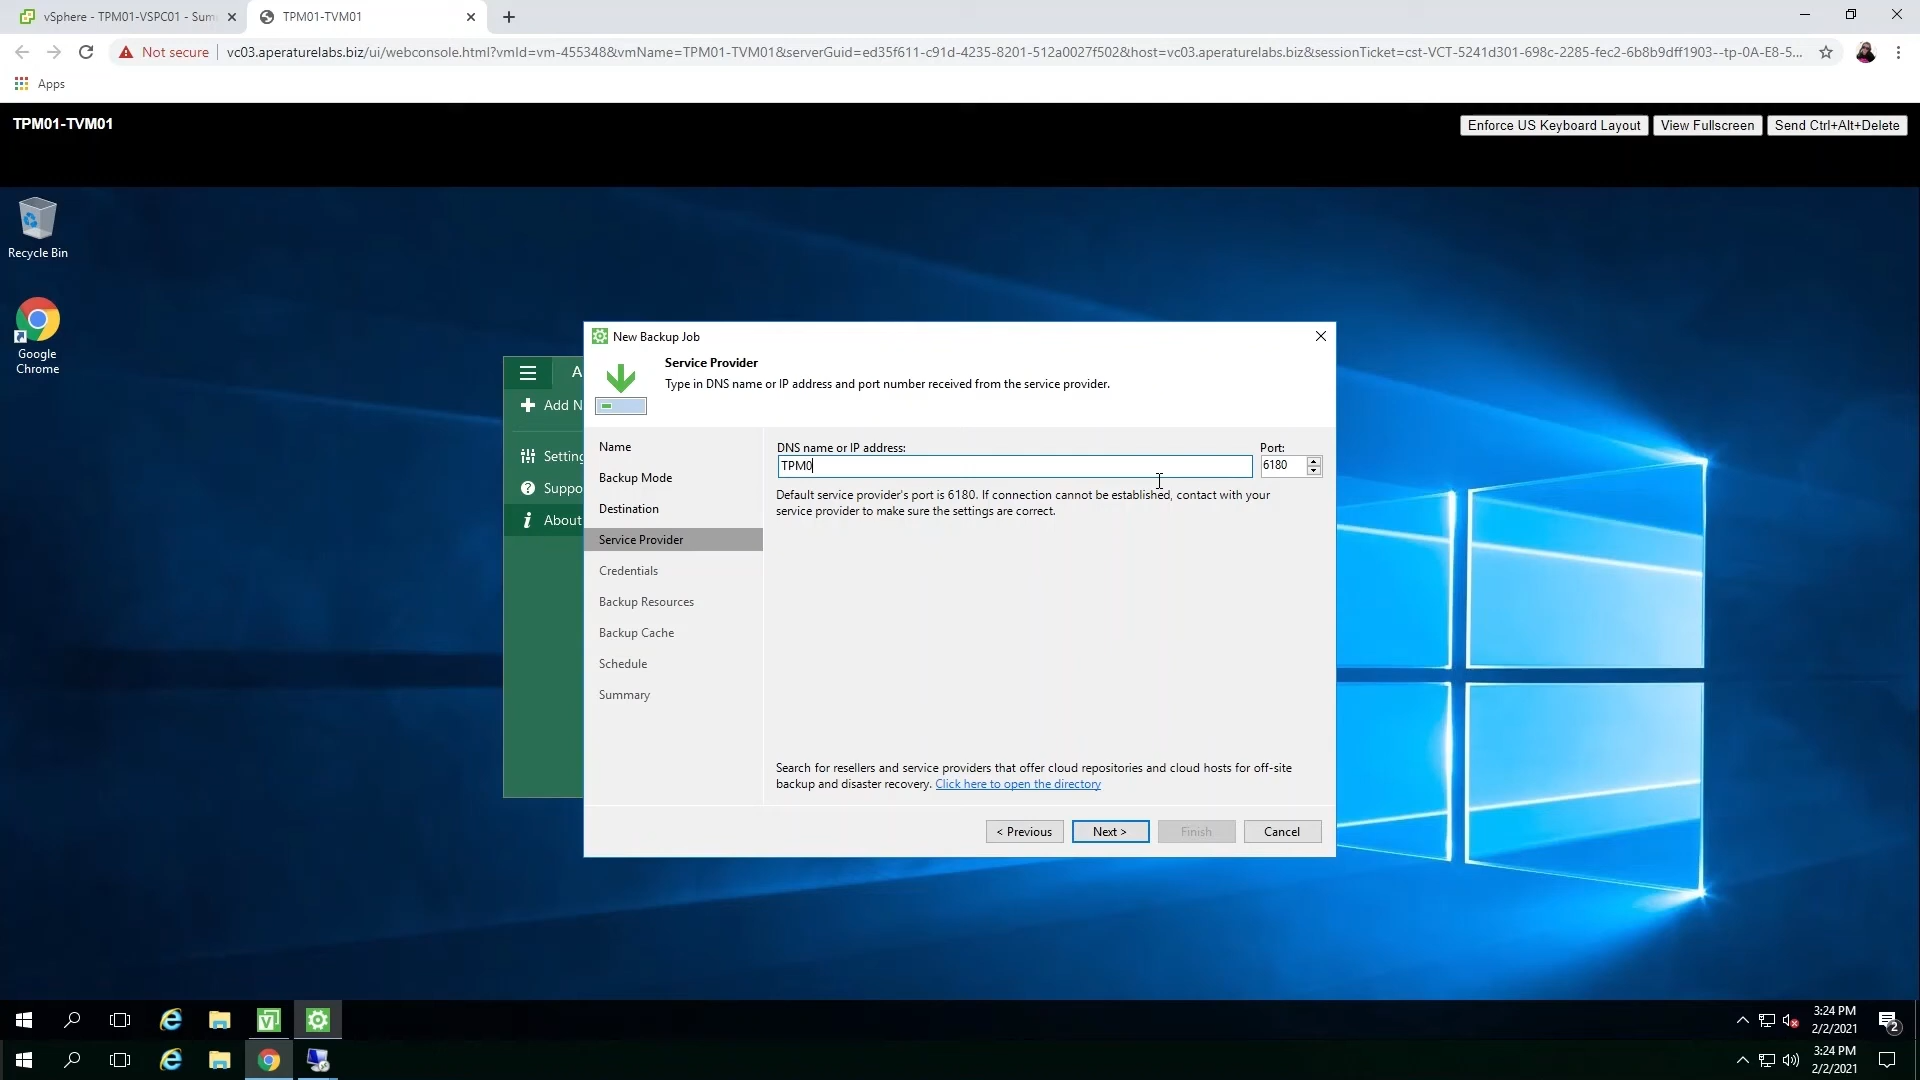 vSphere - TPM01-VSPC01 - Sum
TPM01-TVM01
Not secure
vc03.aperaturelabs.biz/ui/webconsole.html?vmId=vm-455348&vmName=TPM01-TVM01&serverGuid=ed35f611-c91d-4235-8201-512a0027f502&host=vc03.aperaturelabs.biz&sessionTicket=cst-VCT-5241d301-698c-2285-fec2-6b8b9dff1903--tp-0A-E8-5...
Apps
TPM01-TVM01
Enforce US Keyboard Layout
View Fullscreen
Send Ctrl+Alt+Delete
Recycle Bin
Google
Chrome
A
Add N
Setting
Suppo
About
New Backup Job
Service Provider
Type in DNS name or IP address and port number received from the service provider.
Name
Backup Mode
Destination
Service Provider
Credentials
Backup Resources
Backup Cache
Schedule
Summary
DNS name or IP address:
Port:
TPM0
6180
Default service provider's port is 6180. If connection cannot be established, contact with your
service provider to make sure the settings are correct.
Search for resellers and service providers that offer cloud repositories and cloud hosts for off-site
backup and disaster recovery. Click here to open the directory
< Previous
Next >
Finish
Cancel
3:24 PM
2/2/2021
2
3:24 PM
2/2/2021